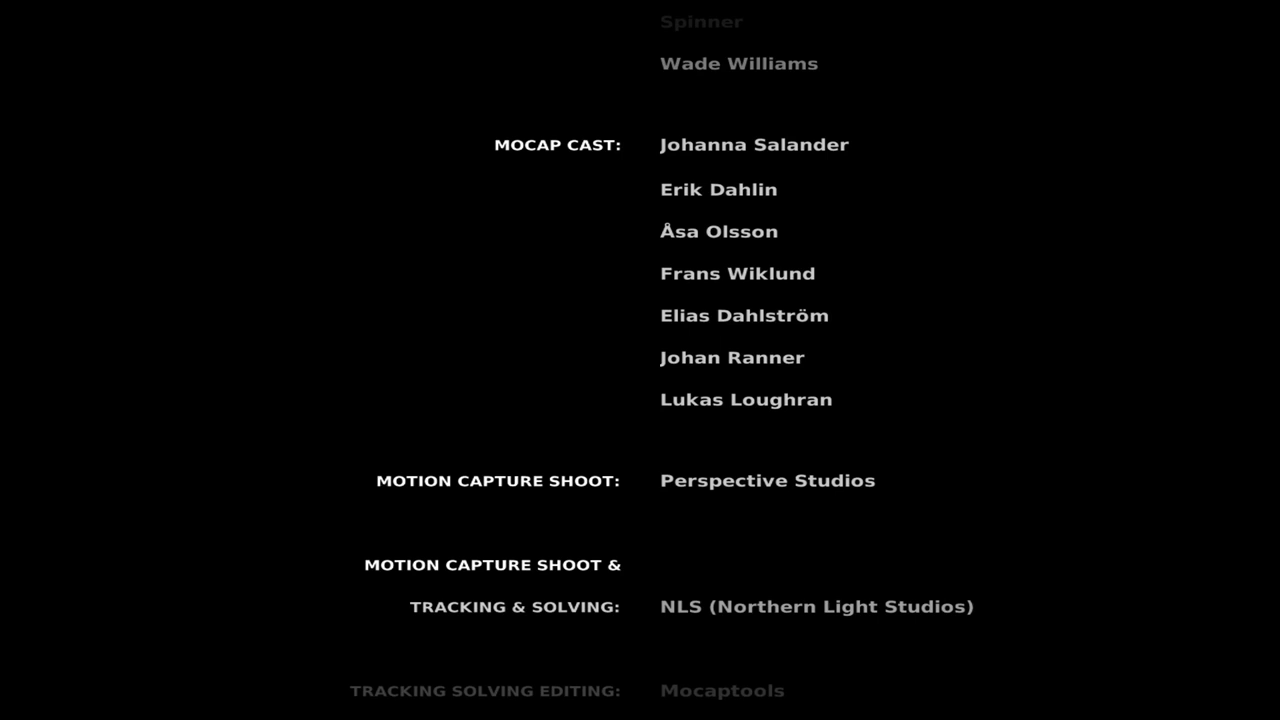 Spinner
Wade Williams
MOCAP CAST: Johanna Salander
Erik Dahlin
Åsa Olsson
Frans Wiklund
Elias Dahlström
Johan Ranner
Lukas Loughran
MOTION CAPTURE SHOOT: Perspective Studios
MOTION CAPTURE SHOOT &
TRACKING & SOLVING: NLS (Northern Light Studios)
TRACKING SOLVING EDITING: Mocaptools